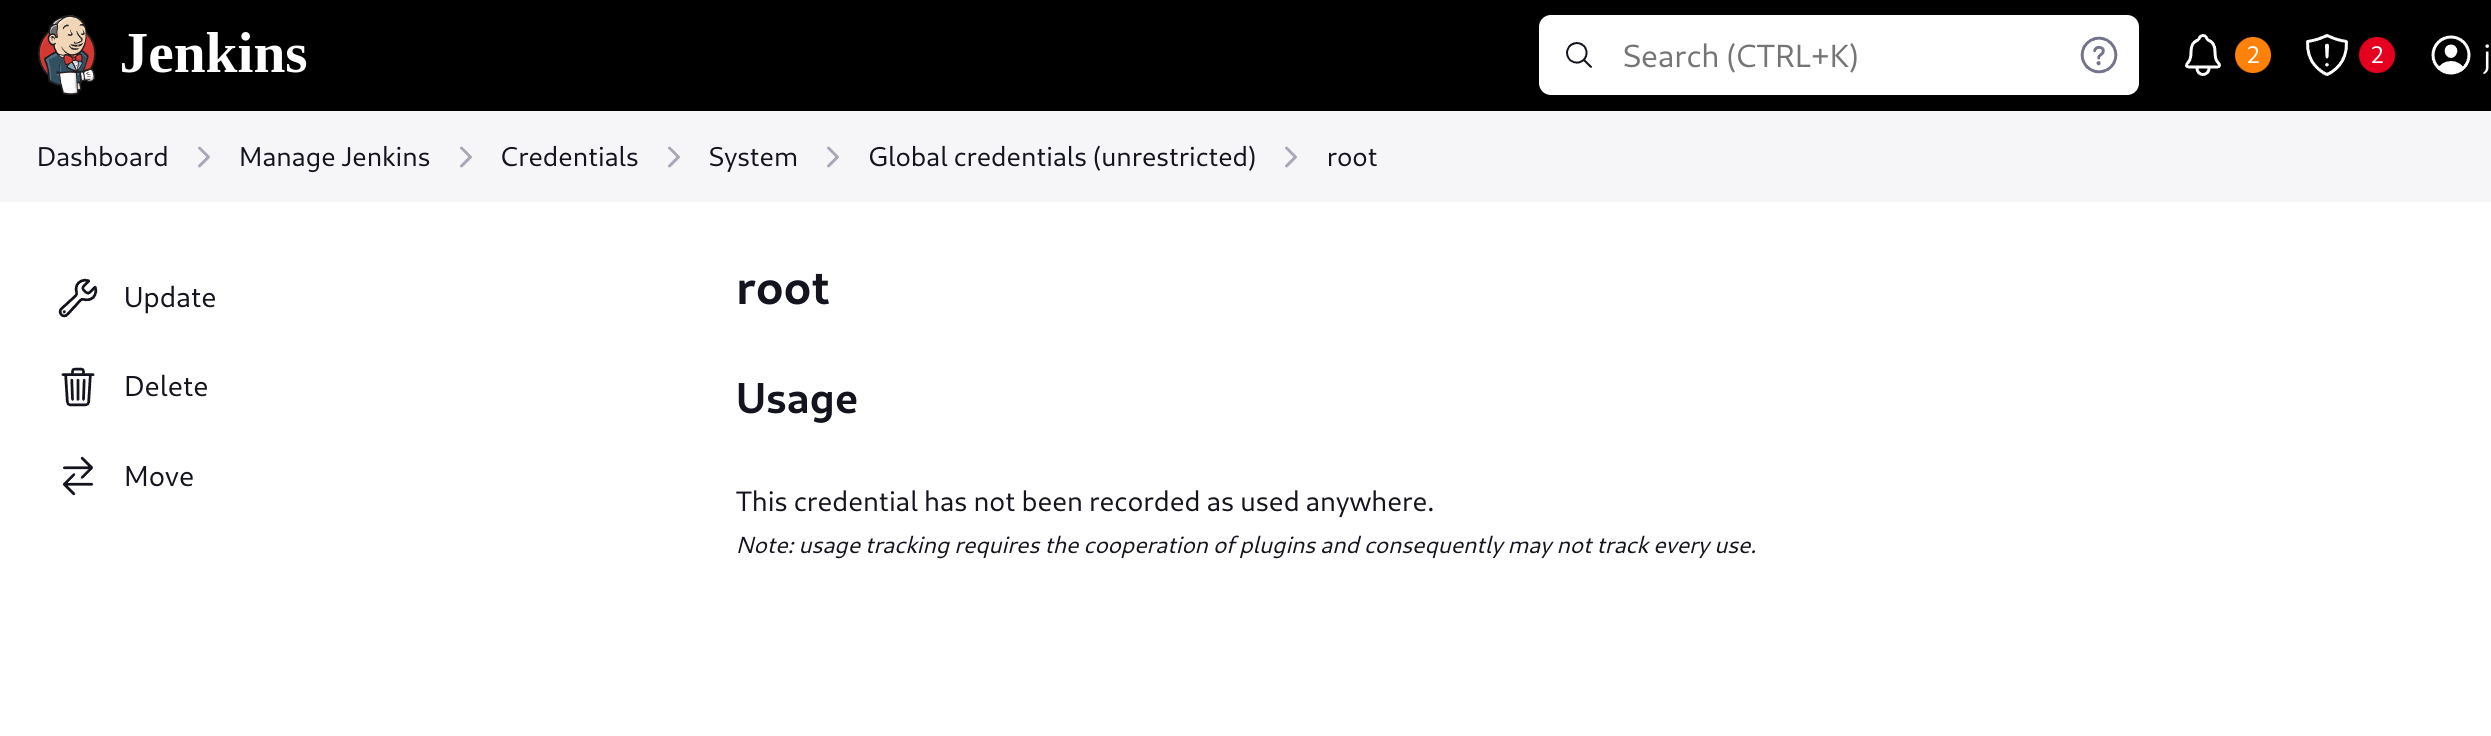 Jenkins
Search (CTRL+K)
2
2
j
Dashboard > Manage Jenkins > Credentials > System > Global credentials (unrestricted) > root
Update
Delete
Move
root
Usage
This credential has not been recorded as used anywhere.
Note: usage tracking requires the cooperation of plugins and consequently may not track every use.